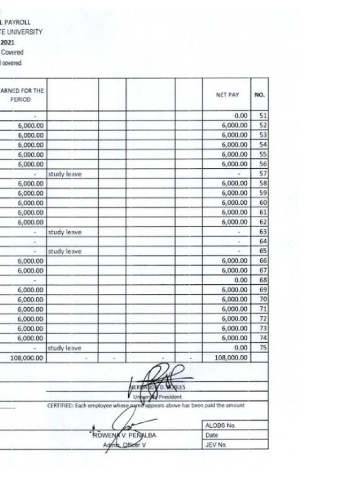 L PAYROLL
TE UNIVERSITY
2021
Covered
covered
ARNED FOR THE PERIOD NET PAY NO.
- 0.00 51
6,000.00 6,000.00 52
6,000.00 6,000.00 53
6,000.00 6,000.00 54
6,000.00 6,000.00 55
6,000.00 6,000.00 56
- study leave - 57
6,000.00 6,000.00 58
6,000.00 6,000.00 59
6,000.00 6,000.00 60
6,000.00 6,000.00 61
6,000.00 6,000.00 62
- study leave - 63
- - 64
- study leave - 65
6,000.00 6,000.00 66
6,000.00 6,000.00 67
- 0.00 68
6,000.00 6,000.00 69
6,000.00 6,000.00 70
6,000.00 6,000.00 71
6,000.00 6,000.00 72
6,000.00 6,000.00 73
6,000.00 6,000.00 74
- study leave 0.00 75
108,000.00 - - - - 108,000.00
University President
CERTIFIED: Each employee whose name appears above has been paid the amount
ROWENA V. PEÑALBA
Admin. Officer V
ALOBS No.
Date
JEV No.